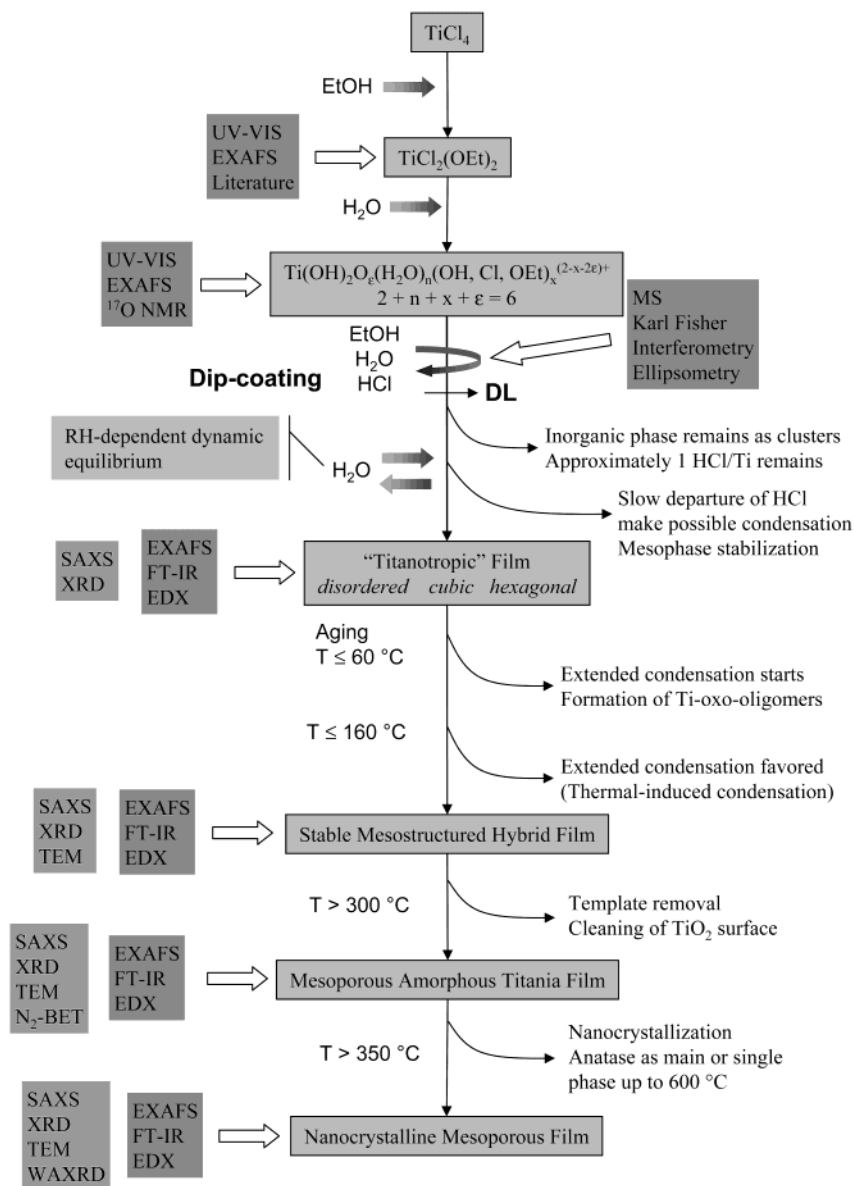 TiCl₄
EtOH
UV-VIS
EXAFS
Literature
TiCl₂(OEt)₂
H₂O
UV-VIS
EXAFS
¹⁷O NMR
Ti(OH)₂Oε(H₂O)ₙ(OH, Cl, OEt)ₓ⁽²⁻ˣ⁻²ᵋ⁾⁺
2 + n + x + ε = 6
MS
Karl Fisher
Interferometry
Ellipsometry
EtOH
H₂O
HCl
Dip-coating
DL
Inorganic phase remains as clusters
Approximately 1 HCl/Ti remains
RH-dependent dynamic
equilibrium
H₂O
Slow departure of HCl
make possible condensation
Mesophase stabilization
SAXS
XRD
EXAFS
FT-IR
EDX
“Titanotropic” Film
disordered cubic hexagonal
Aging
T ≤ 60 °C
Extended condensation starts
Formation of Ti-oxo-oligomers
T ≤ 160 °C
Extended condensation favored
(Thermal-induced condensation)
SAXS
XRD
TEM
EXAFS
FT-IR
EDX
Stable Mesostructured Hybrid Film
T > 300 °C
Template removal
Cleaning of TiO₂ surface
SAXS
XRD
TEM
N₂-BET
EXAFS
FT-IR
EDX
Mesoporous Amorphous Titania Film
T > 350 °C
Nanocrystallization
Anatase as main or single
phase up to 600 °C
SAXS
XRD
TEM
WAXRD
EXAFS
FT-IR
EDX
Nanocrystalline Mesoporous Film